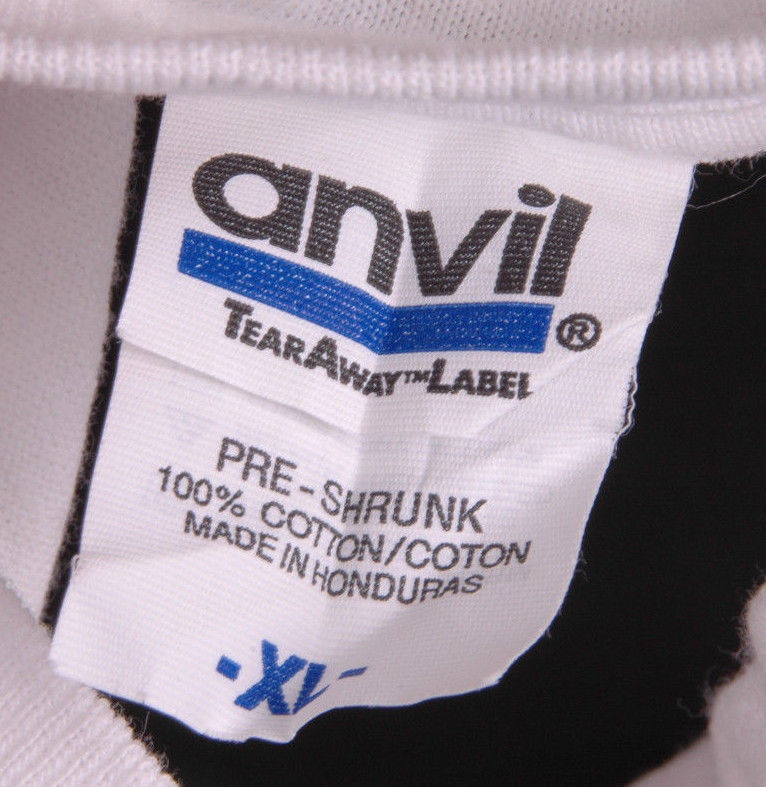 anvil®
TEARAWAY™LABEL
PRE-SHRUNK
100% COTTON/COTON
MADE IN HONDURAS
·XL·